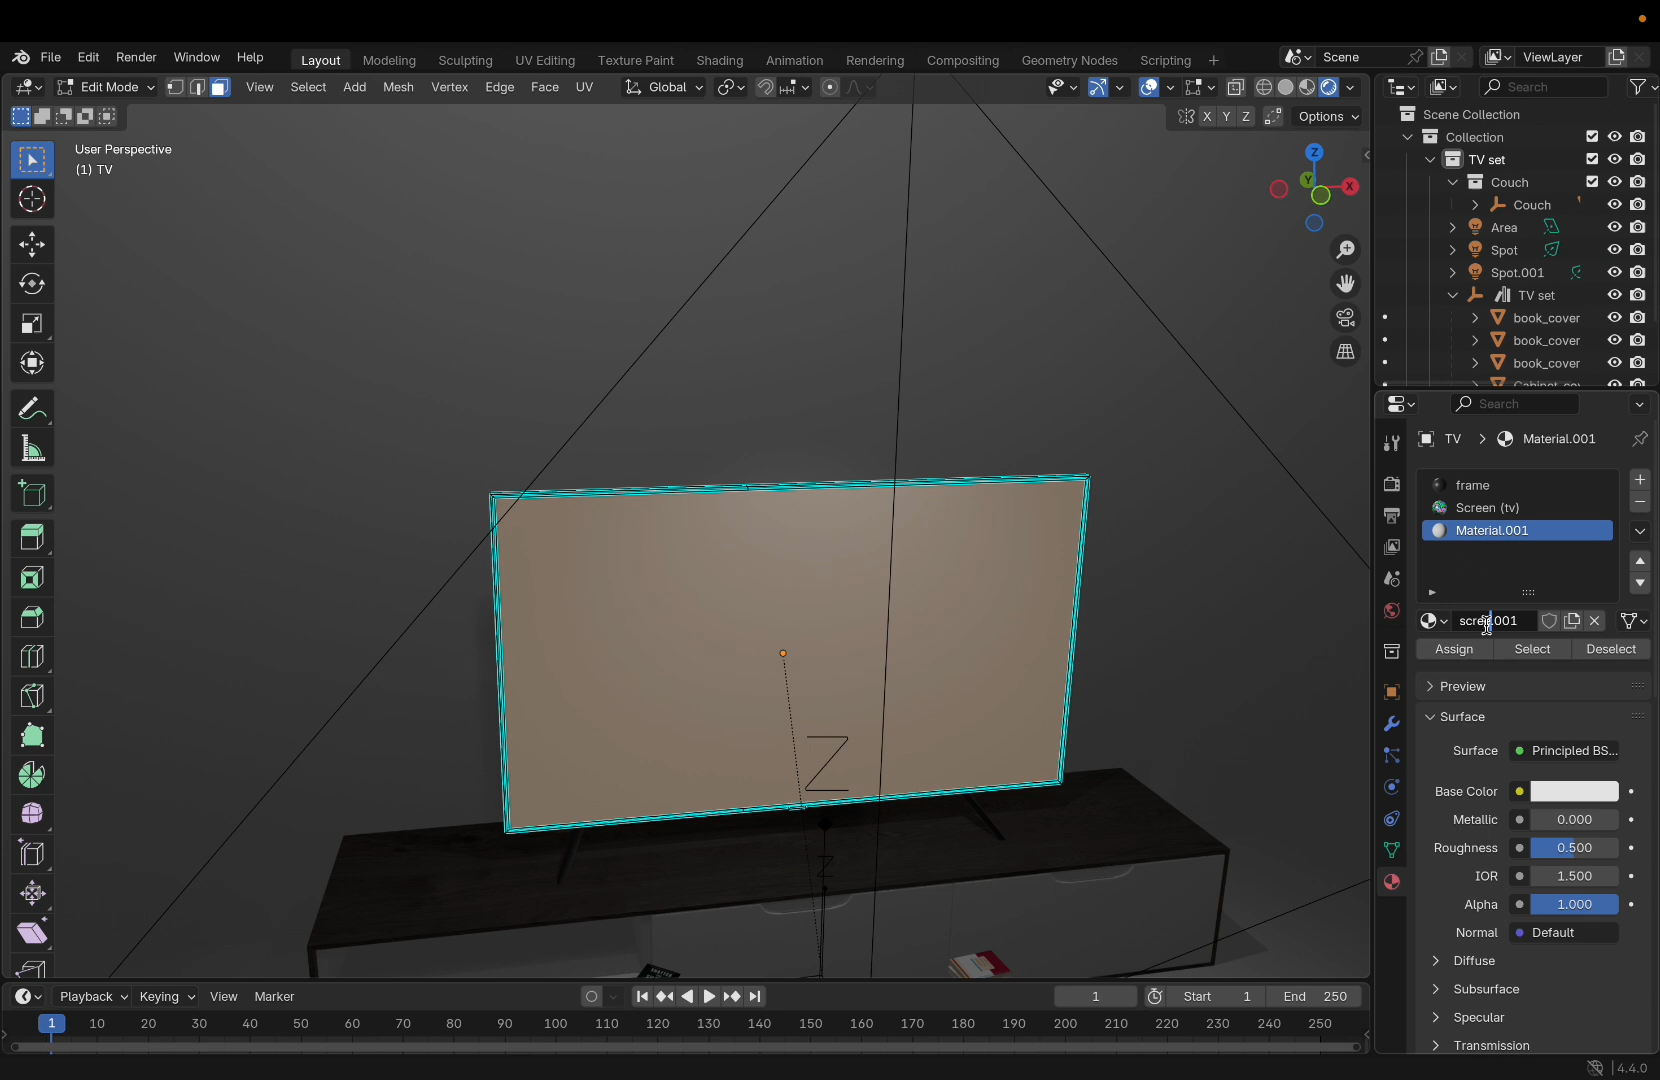 File Edit Render Window Help Layout Modeling Sculpting UV Editing Texture Paint Shading Animation Rendering Compositing Geometry Nodes Scripting + Scene ViewLayer
Edit Mode View Select Add Mesh Vertex Edge Face UV Global Search
X Y Z Options
User Perspective
(1) TV
Z
Y
X
Z
Z
Scene Collection
Collection
TV set
Couch
Couch
Area
Spot
Spot.001
TV set
book_cover
book_cover
book_cover
Search
TV > Material.001
frame
Screen (tv)
Material.001
.001
Assign Select Deselect
Preview
Surface
Surface Principled BS...
Base Color
Metallic 0.000
Roughness 0.500
IOR 1.500
Alpha 1.000
Normal Default
Diffuse
Subsurface
Specular
Transmission
Playback Keying View Marker 1 Start 1 End 250
1 10 20 30 40 50 60 70 80 90 100 110 120 130 140 150 160 170 180 190 200 210 220 230 240 250
4.4.0